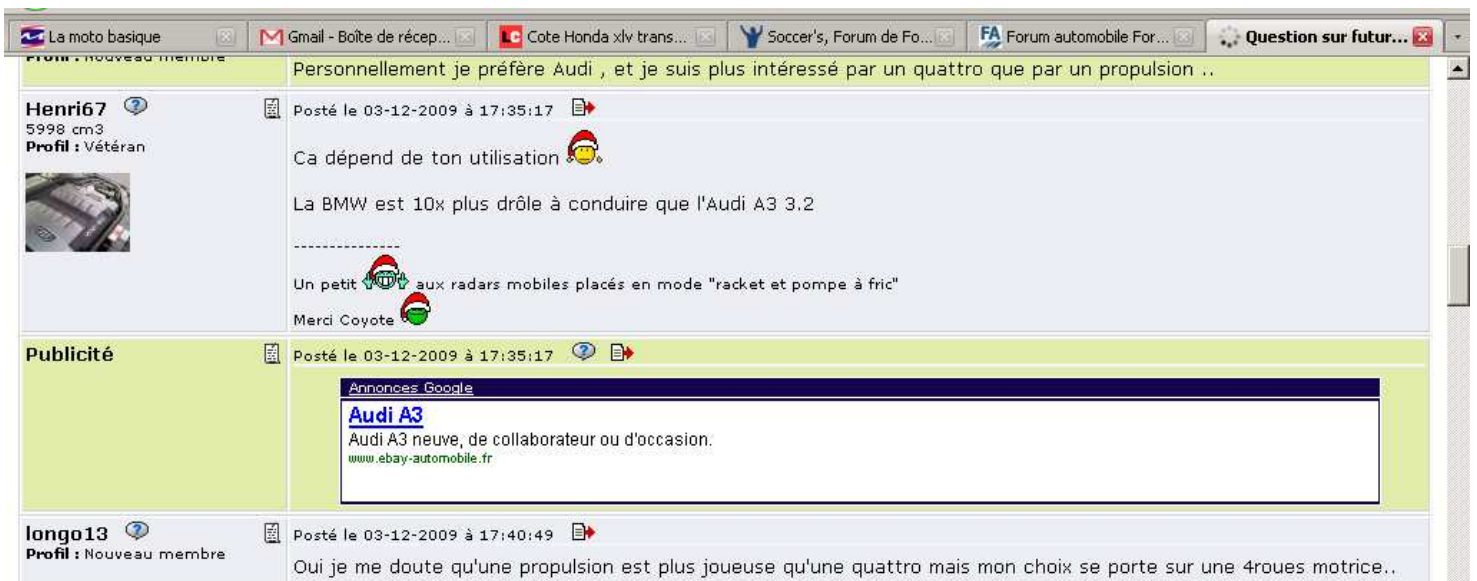 La moto basique
Gmail - Boîte de récep...
Cote Honda xlv trans...
Soccer's, Forum de Fo...
FA Forum automobile For...
Question sur futur...
Profil : Nouveau membre
Personnellement je préfère Audi , et je suis plus intéressé par un quattro que par un propulsion ..
Henri67
5998 cm3
Profil : Vétéran
Posté le 03-12-2009 à 17:35:17
Ca dépend de ton utilisation
La BMW est 10x plus drôle à conduire que l'Audi A3 3.2
---------------
Un petit aux radars mobiles placés en mode "racket et pompe à fric"
Merci Coyote
Publicité
Posté le 03-12-2009 à 17:35:17
Annonces Google
Audi A3
Audi A3 neuve, de collaborateur ou d'occasion.
www.ebay-automobile.fr
longo13
Profil : Nouveau membre
Posté le 03-12-2009 à 17:40:49
Oui je me doute qu'une propulsion est plus joueuse qu'une quattro mais mon choix se porte sur une 4roues motrice..